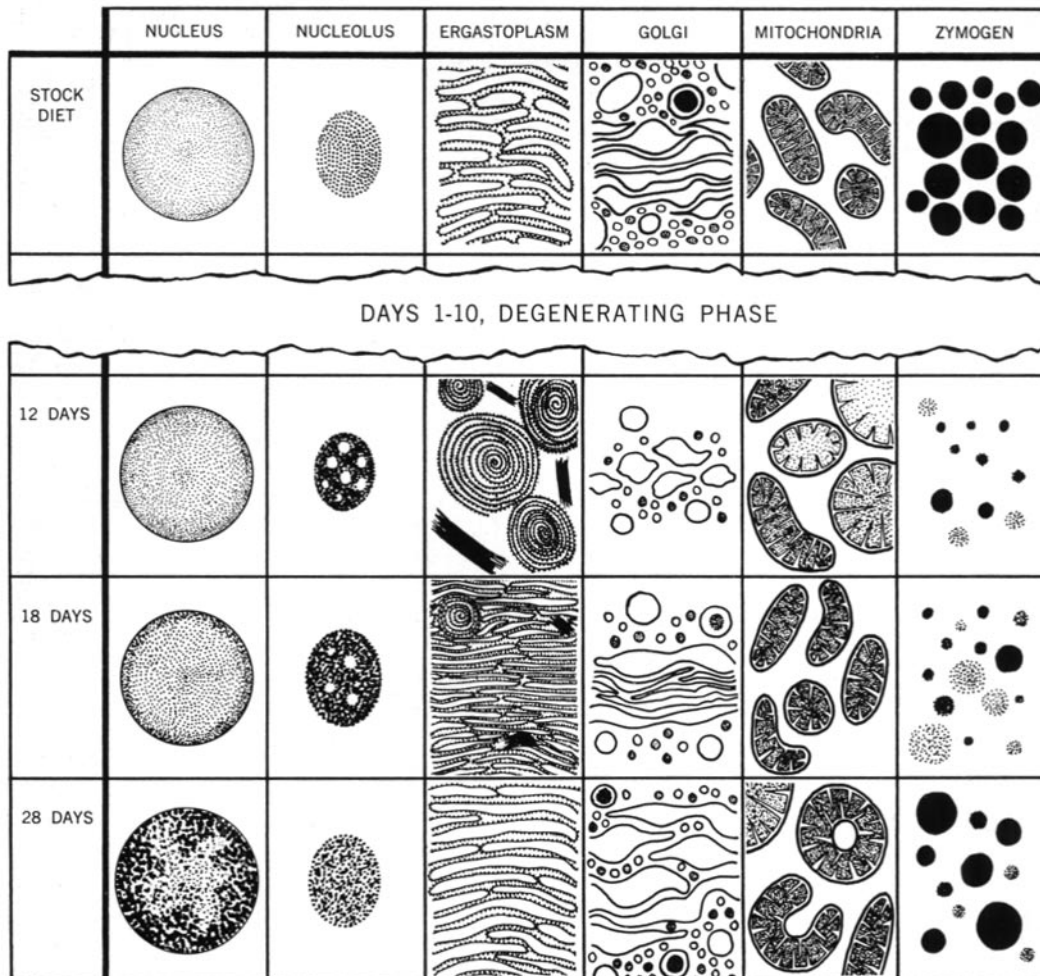 NUCLEUS NUCLEOLUS ERGASTOPLASM GOLGI MITOCHONDRIA ZYMOGEN
STOCK
DIET
DAYS 1-10, DEGENERATING PHASE
12 DAYS
18 DAYS
28 DAYS